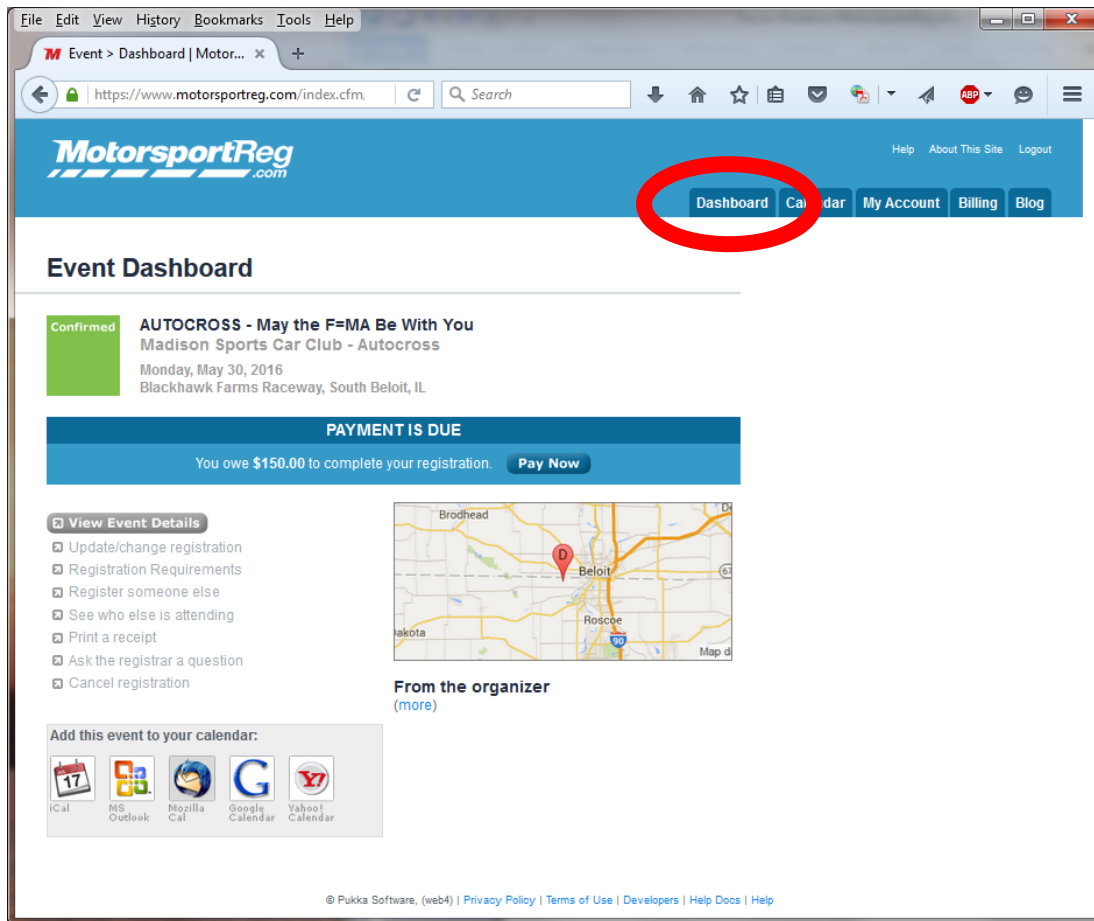 File Edit View History Bookmarks Tools Help
M Event > Dashboard | Motor... × +
https://www.motorsportreg.com/index.cfm, Search ABP
MotorsportReg
.com
Help About This Site Logout
Dashboard Calendar My Account Billing Blog
Event Dashboard
Confirmed
AUTOCROSS - May the F=MA Be With You
Madison Sports Car Club - Autocross
Monday, May 30, 2016
Blackhawk Farms Raceway, South Beloit, IL
PAYMENT IS DUE
You owe $150.00 to complete your registration. Pay Now
View Event Details
Update/change registration
Registration Requirements
Register someone else
See who else is attending
Print a receipt
Ask the registrar a question
Cancel registration
Brodhead
De
D
Beloit
67
Roscoe
Dakota
90
Map d
From the organizer
(more)
Add this event to your calendar:
17
iCal
MS
Outlook
Mozilla
Cal
G
Google
Calendar
Y!
Yahoo!
Calendar
© Pukka Software, (web4) | Privacy Policy | Terms of Use | Developers | Help Docs | Help